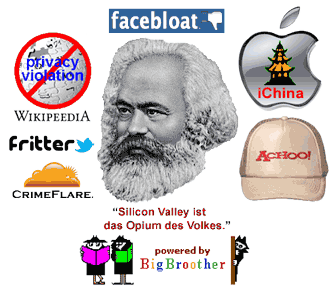 facebloat
privacy
violation
WIKIPEEDIA
iChina
fritter
ACHOO!
CRIMEFLARE.
“Silicon Valley ist
das Opium des Volkes.”
powered by
BigBroother